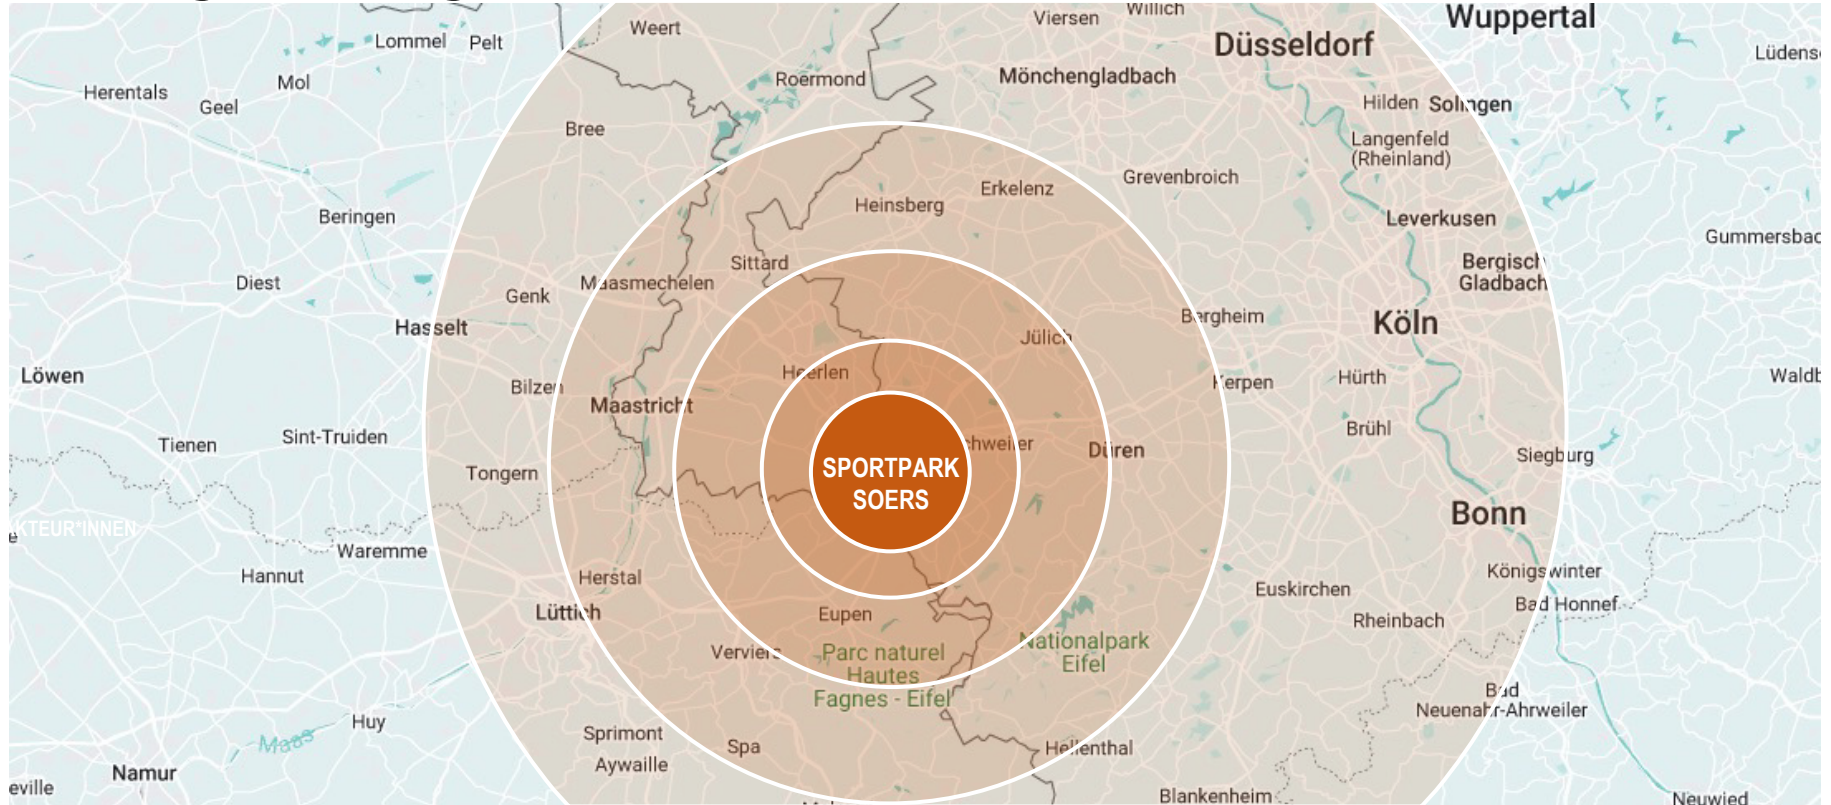 Weert
Viersen
Willich
Wuppertal
Lommel
Pelt
Düsseldorf
Roermond
Mönchengladbach
Herentals
Mol
Geel
Hilden
Solingen
Bree
Langenfeld
(Rheinland)
Grevenbroich
Erkelenz
Heinsberg
Beringen
Leverkusen
Sittard
Bergisch
Gladbach
Diest
Maasmechelen
Genk
Hasselt
Bergheim
Köln
Jülich
Löwen
Heerlen
Bilzen
Kerpen
Hürth
Maastricht
Brühl
Tienen
Sint-Truiden
chweiler
Düren
Siegburg
Tongern
SPORTPARK
SOERS
Bonn
AKTEUR*INNEN
Waremme
Hannut
Herstal
Königswinter
Euskirchen
Bad Honnef
Lüttich
Eupen
Rheinbach
Verviers
Parc naturel
Hautes
Fagnes - Eifel
Nationalpark
Eifel
Bad
Neuenahr-Ahrweiler
Huy
Maas
Sprimont
Spa
Aywaille
Hellenthal
Namur
eville
Blankenheim
Neuwied
Lüdens
Gummersbac
Waldb